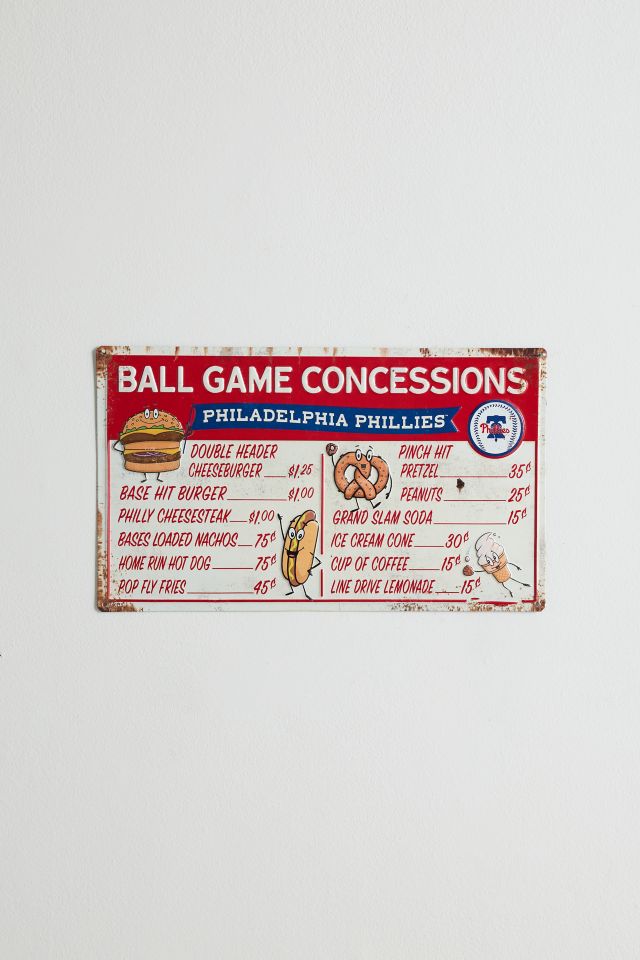 BALL GAME CONCESSIONS
PHILADELPHIA PHILLIES
Phillies
DOUBLE HEADER
CHEESEBURGER $1.25
BASE HIT BURGER $1.00
PHILLY CHEESESTEAK $1.00
BASES LOADED NACHOS 75¢
HOME RUN HOT DOG 75¢
POP FLY FRIES 45¢
PINCH HIT
PRETZEL 35¢
PEANUTS 25¢
GRAND SLAM SODA 15¢
ICE CREAM CONE 30¢
CUP OF COFFEE 15¢
LINE DRIVE LEMONADE 15¢